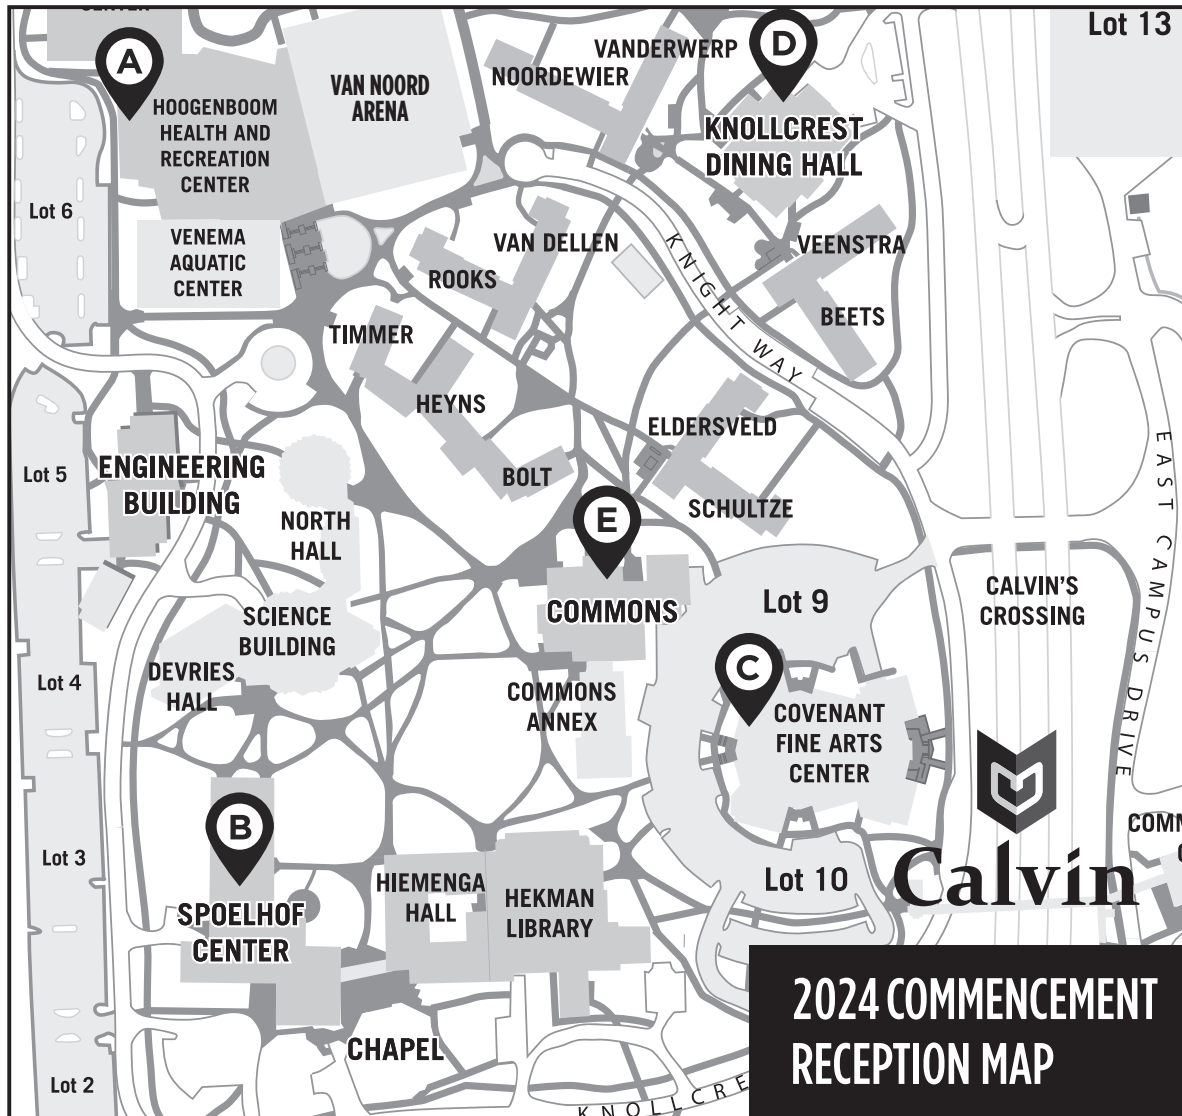 CENTER
Lot 13
A
D
VANDERWERP
NOORDEWIER
VAN NOORD
ARENA
HOOGENBOOM
HEALTH AND
RECREATION
CENTER
KNOLLCREST
DINING HALL
Lot 6
VENEMA
AQUATIC
CENTER
VAN DELLEN
ROOKS
KNIGHT WAY
VEENSTRA
BEETS
TIMMER
HEYNS
ELDERSVELD
BOLT
SCHULTZE
Lot 5
ENGINEERING
BUILDING
NORTH
HALL
E
COMMONS
Lot 9
CALVIN'S
CROSSING
EAST CAMPUS DRIVE
SCIENCE
BUILDING
DEVRIES
HALL
Lot 4
COMMONS
ANNEX
C
COVENANT
FINE ARTS
CENTER
B
Lot 3
SPOELHOF
CENTER
HIEMENGA
HALL
HEKMAN
LIBRARY
Lot 10
Calvin
CHAPEL
Lot 2
2024 COMMENCEMENT
RECEPTION MAP